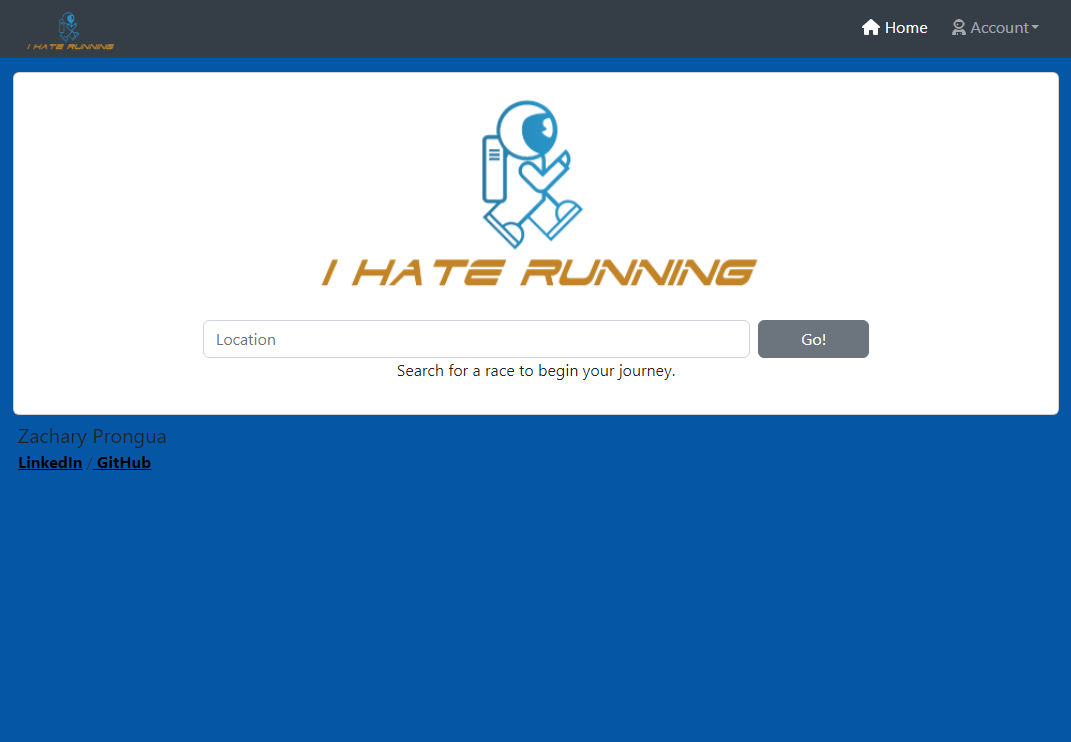 I HATE RUNNING
Home
Account
I HATE RUNNING
Location
Go!
Search for a race to begin your journey.
Zachary Prongua
LinkedIn / GitHub